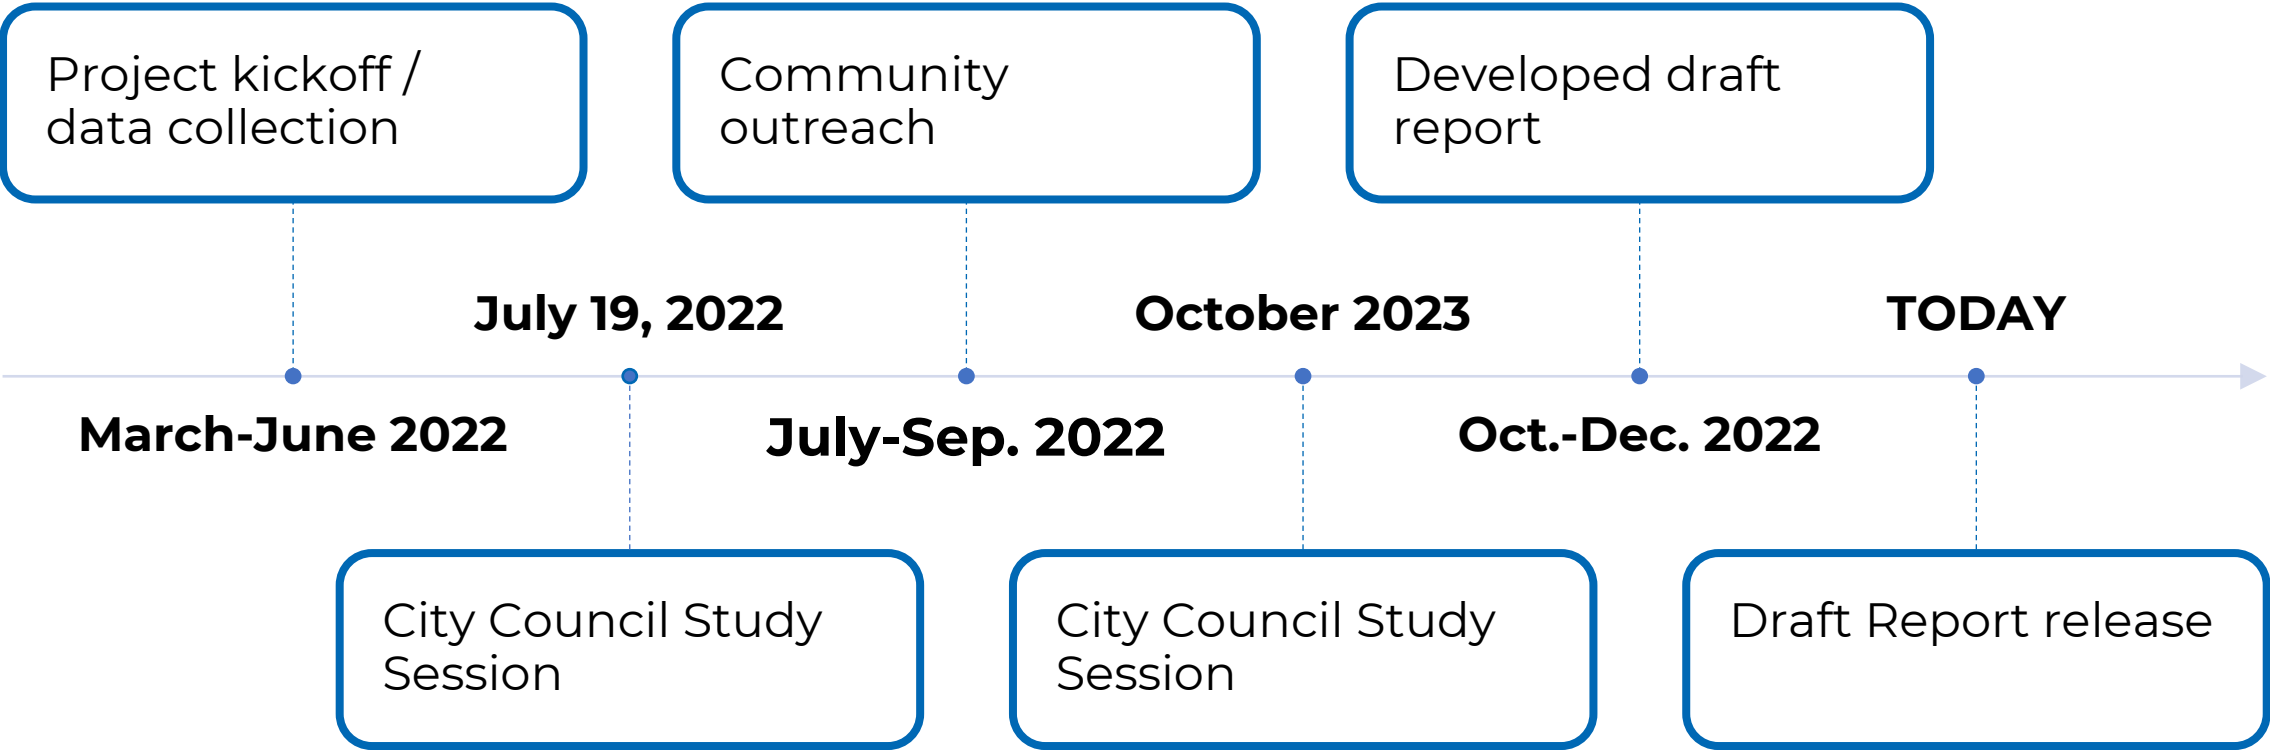 Project kickoff /
data collection
Community
outreach
Developed draft
report
July 19, 2022
October 2023
TODAY
March-June 2022
July-Sep. 2022
Oct.-Dec. 2022
City Council Study
Session
City Council Study
Session
Draft Report release